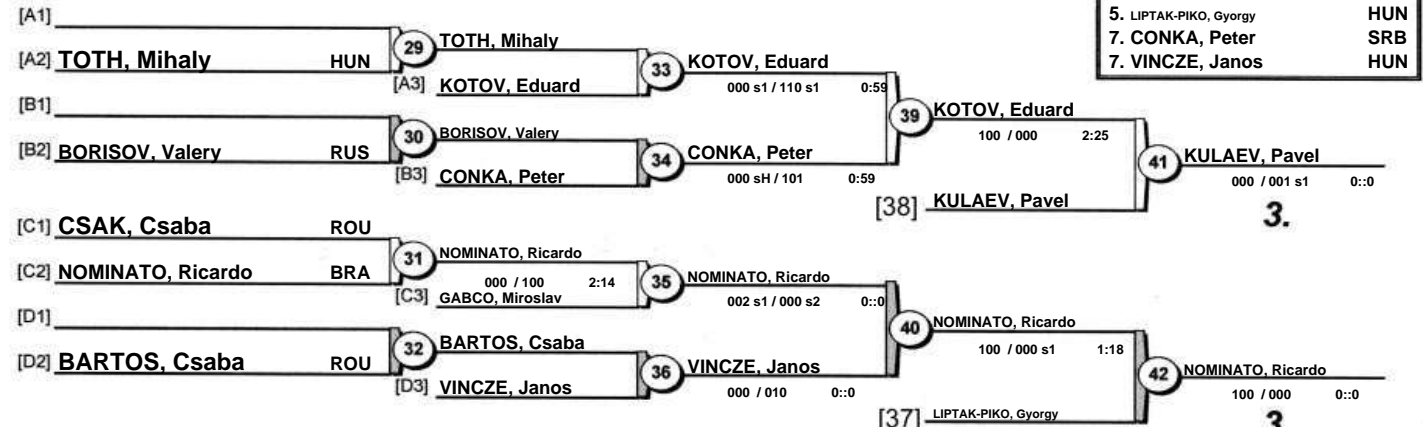 [A1]
5. LIPTAK-PIKO, Gyorgy HUN
[A2] TOTH, Mihaly HUN
29 TOTH, Mihaly
7. CONKA, Peter SRB
7. VINCZE, Janos HUN
[A3] KOTOV, Eduard
33 KOTOV, Eduard
000 s1 / 110 s1 0:59
[B1]
[B2] BORISOV, Valery RUS
30 BORISOV, Valery
[B3] CONKA, Peter
34 CONKA, Peter
000 sH / 101 0:59
39 KOTOV, Eduard
100 / 000 2:25
[38] KULAEV, Pavel
41 KULAEV, Pavel
000 / 001 s1 0::0
3.
[C1] CSAK, Csaba ROU
[C2] NOMINATO, Ricardo BRA
31 NOMINATO, Ricardo
000 / 100 2:14
[C3] GABCO, Miroslav
35 NOMINATO, Ricardo
002 s1 / 000 s2 0::0
[D1]
[D2] BARTOS, Csaba ROU
32 BARTOS, Csaba
[D3] VINCZE, Janos
36 VINCZE, Janos
000 / 010 0::0
40 NOMINATO, Ricardo
100 / 000 s1 1:18
[37] LIPTAK-PIKO, Gyorgy
42 NOMINATO, Ricardo
100 / 000 0::0
3.